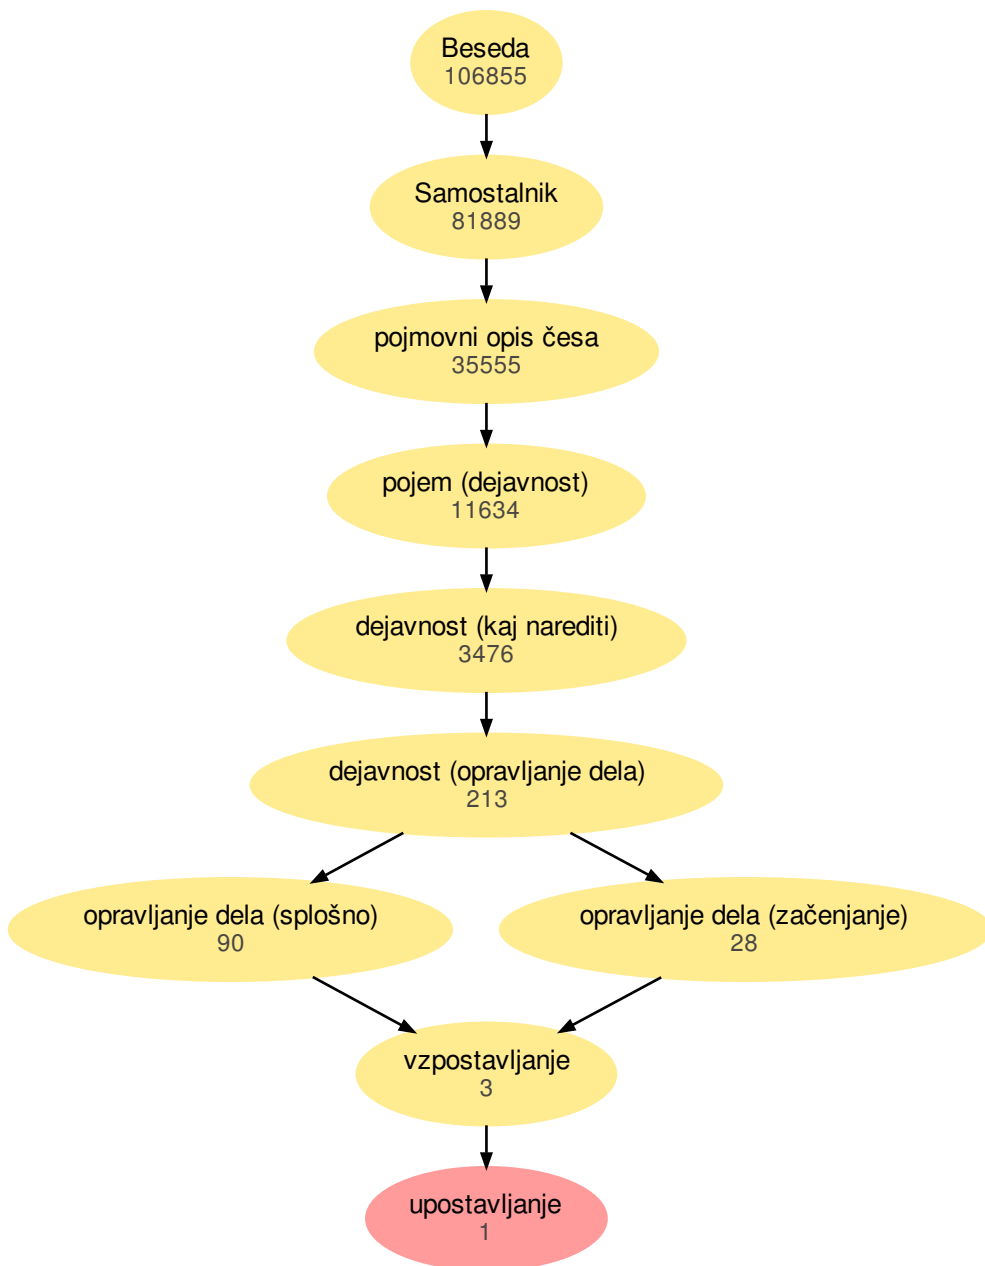 Beseda
106855
Samostalnik
81889
pojmovni opis česa
35555
pojem (dejavnost)
11634
dejavnost (kaj narediti)
3476
dejavnost (opravljanje dela)
213
opravljanje dela (splošno)
90
opravljanje dela (začenjanje)
28
vzpostavljanje
3
upostavljanje
1